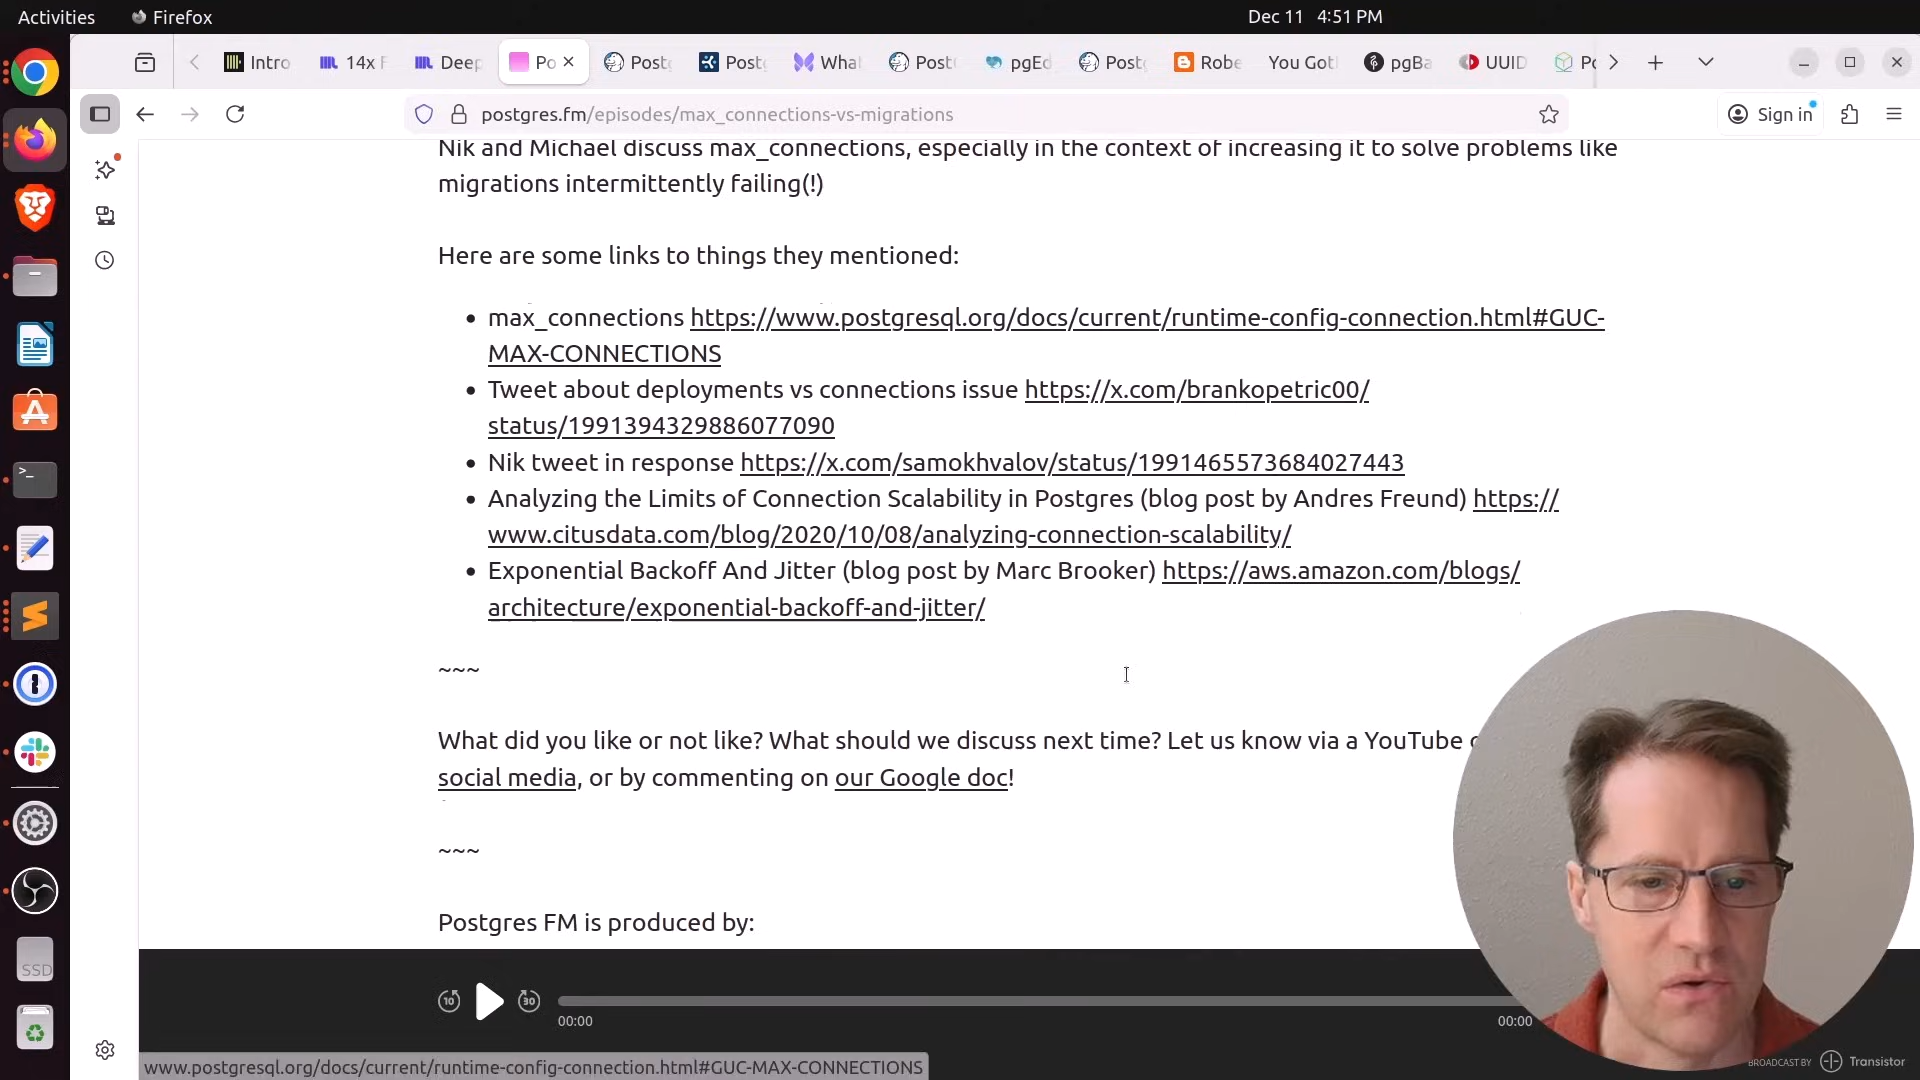 Activities
Firefox
Dec 11 4:51 PM
Intro
14x F
Deep
Po
Post
Post
Wha
Post
pgEd
Post
Robe
You Got
pgBa
UUID
Po
postgres.fm/episodes/max_connections-vs-migrations
Sign in
Nik and Michael discuss max_connections, especially in the context of increasing it to solve problems like
migrations intermittently failing(!)
Here are some links to things they mentioned:
• max_connections https://www.postgresql.org/docs/current/runtime-config-connection.html#GUC-
MAX-CONNECTIONS
• Tweet about deployments vs connections issue https://x.com/brankopetric00/
status/1991394329886077090
• Nik tweet in response https://x.com/samokhvalov/status/1991465573684027443
• Analyzing the Limits of Connection Scalability in Postgres (blog post by Andres Freund) https://
www.citusdata.com/blog/2020/10/08/analyzing-connection-scalability/
• Exponential Backoff And Jitter (blog post by Marc Brooker) https://aws.amazon.com/blogs/
architecture/exponential-backoff-and-jitter/
~~~
What did you like or not like? What should we discuss next time? Let us know via a YouTube
social media, or by commenting on our Google doc!
~~~
Postgres FM is produced by:
10
30
00:00
00:00
SSD
BROADCAST BY Transistor
www.postgresql.org/docs/current/runtime-config-connection.html#GUC-MAX-CONNECTIONS